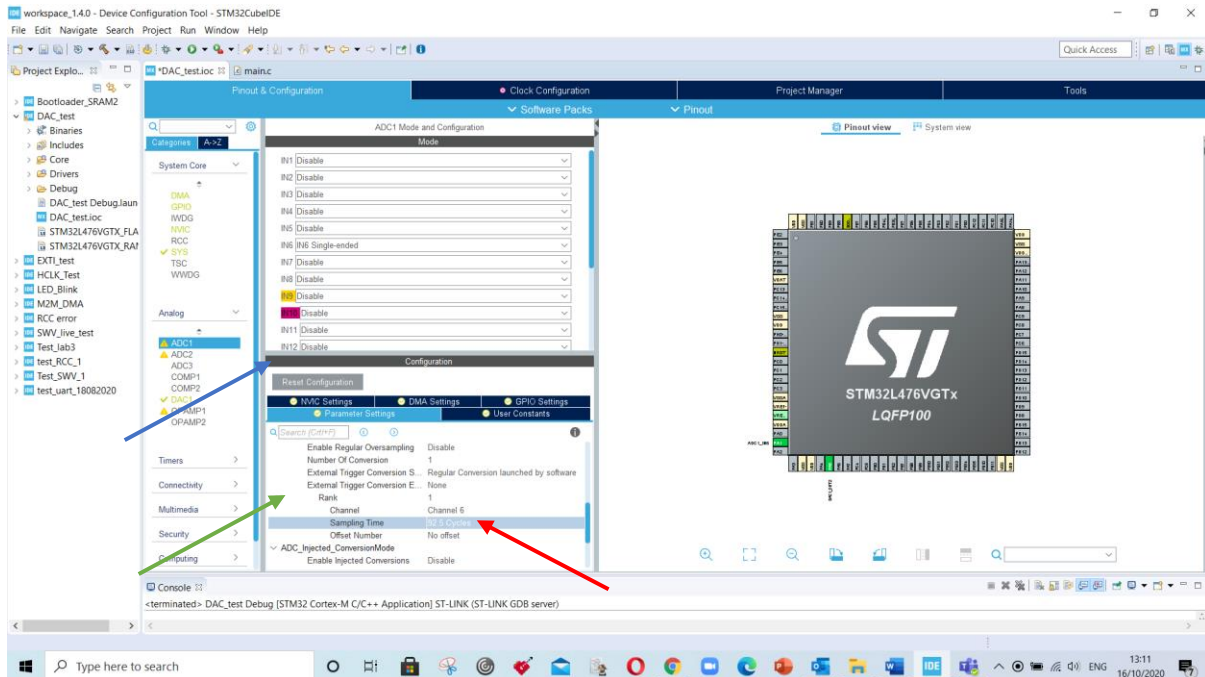 workspace_1.4.0 - Device Configuration Tool - STM32CubeIDE
File Edit Navigate Search Project Run Window Help
Quick Access
Project Explo...
*DAC_test.ioc
main.c
Pinout & Configuration
Clock Configuration
Project Manager
Tools
Software Packs
Pinout
Bootloader_SRAM2
DAC_test
Binaries
Includes
Core
Drivers
Debug
DAC_test Debug.laun
DAC_test.ioc
STM32L476VGTX_FLA
STM32L476VGTX_RAM
EXTI_test
HCLK_Test
LED_Blink
M2M_DMA
RCC error
SWV_live_test
Test_lab3
test_RCC_1
Test_SWV_1
test_uart_18082020
Categories A->Z
System Core
DMA
GPIO
IWDG
NVIC
RCC
SYS
TSC
WWDG
Analog
ADC1
ADC2
ADC3
COMP1
COMP2
DAC1
OPAMP1
OPAMP2
Timers
Connectivity
Multimedia
Security
Computing
ADC1 Mode and Configuration
Mode
IN1 Disable
IN2 Disable
IN3 Disable
IN4 Disable
IN5 Disable
IN6 IN6 Single-ended
IN7 Disable
IN8 Disable
IN9 Disable
IN10 Disable
IN11 Disable
IN12 Disable
Configuration
Reset Configuration
NVIC Settings
DMA Settings
GPIO Settings
Parameter Settings
User Constants
Search (Crtl+F)
Enable Regular Oversampling Disable
Number Of Conversion 1
External Trigger Conversion S... Regular Conversion launched by software
External Trigger Conversion E... None
Rank 1
Channel Channel 6
Sampling Time 92.5 Cycles
Offset Number No offset
ADC_Injected_ConversionMode
Enable Injected Conversions Disable
Pinout view
System view
STM32L476VGTx
LQFP100
Console
<terminated> DAC_test Debug [STM32 Cortex-M C/C++ Application] ST-LINK (ST-LINK GDB server)
Type here to search
IDE
ENG
13:11
16/10/2020